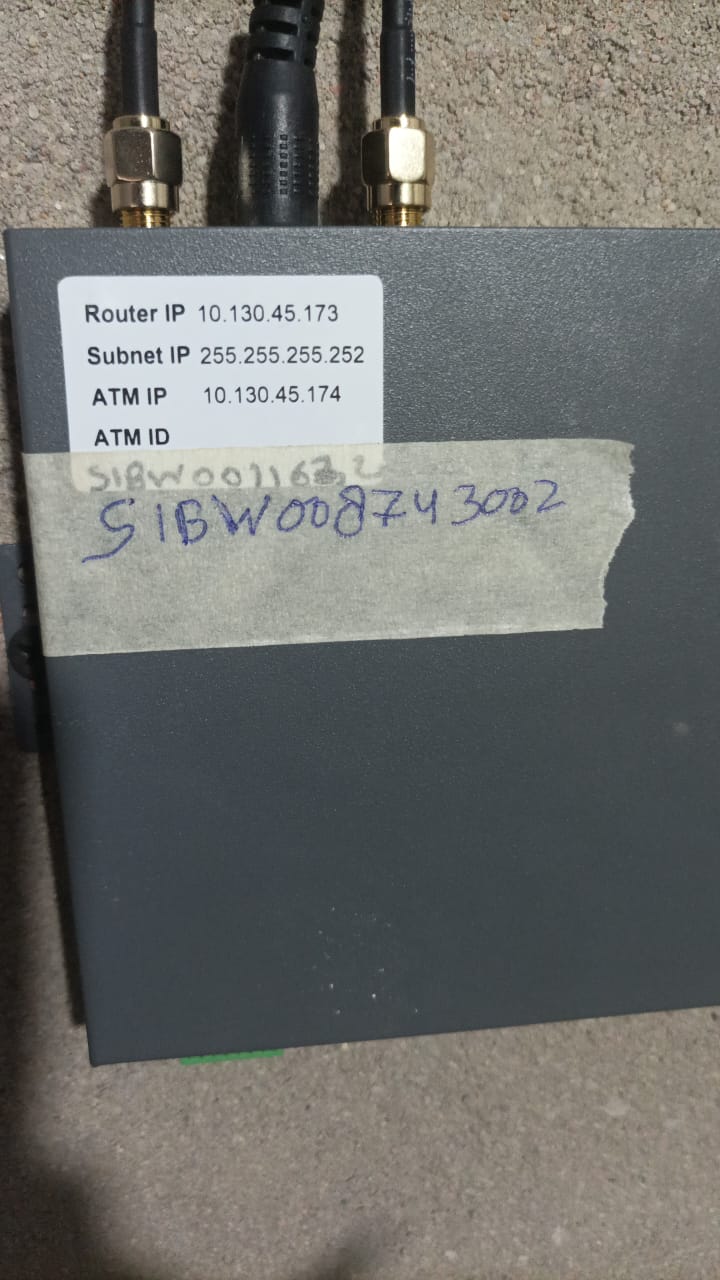 Router IP 10.130.45.173
Subnet IP 255.255.255.252
ATM IP 10.130.45.174
ATM ID
S1BW008743002